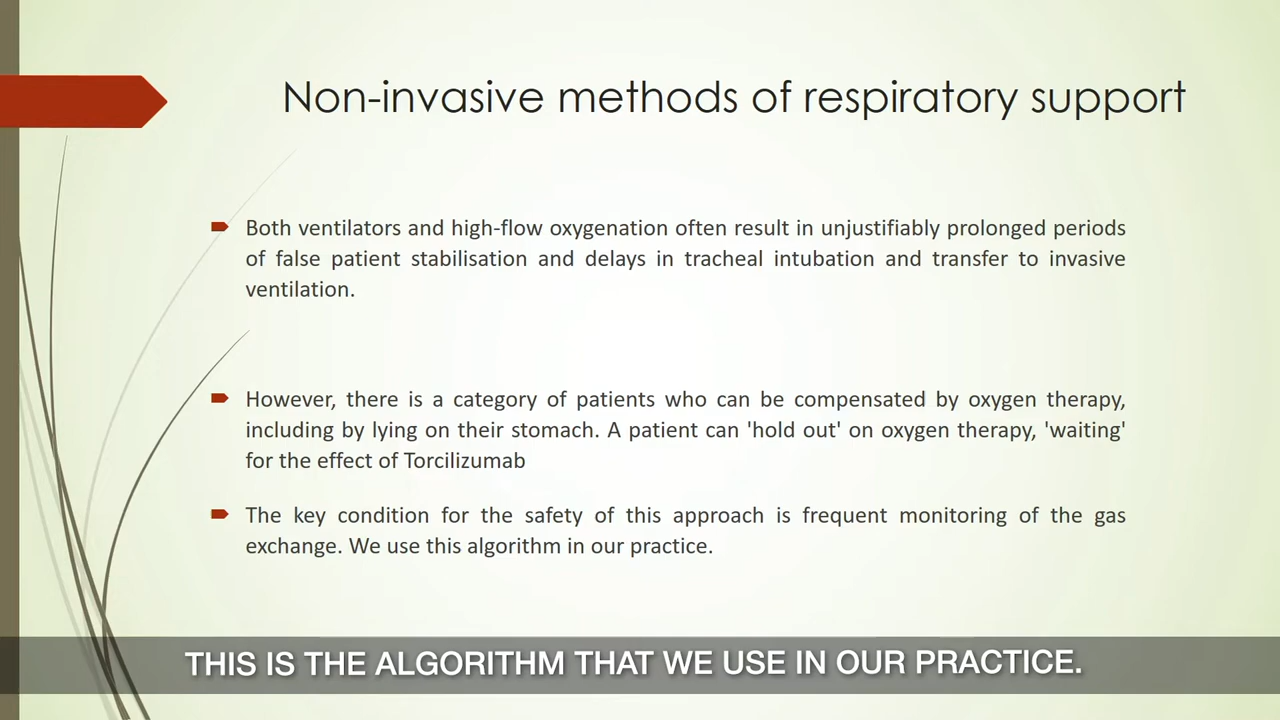 Non-invasive methods of respiratory support
Both ventilators and high-flow oxygenation often result in unjustifiably prolonged periods
of false patient stabilisation and delays in tracheal intubation and transfer to invasive
ventilation.
However, there is a category of patients who can be compensated by oxygen therapy,
including by lying on their stomach. A patient can 'hold out' on oxygen therapy, 'waiting'
for the effect of Torcilizumab
The key condition for the safety of this approach is frequent monitoring of the gas
exchange. We use this algorithm in our practice.
THIS IS THE ALGORITHM THAT WE USE IN OUR PRACTICE.